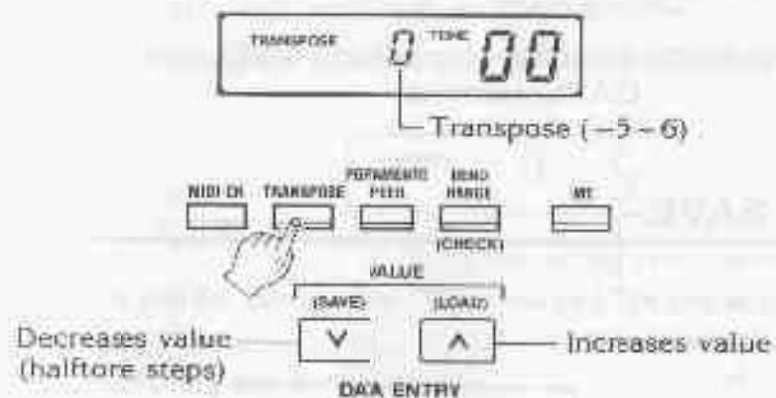 TRANSPOSE 0 TONE 00
Transpose (−5 – 6)
MIDI CH TRANSPOSE PORTAMENTO BEND RANGE
(CHECK)
VALUE
(SAVE) (LOAD)
Decreases value
(halftone steps)
Increases value
DATA ENTRY
SAVE